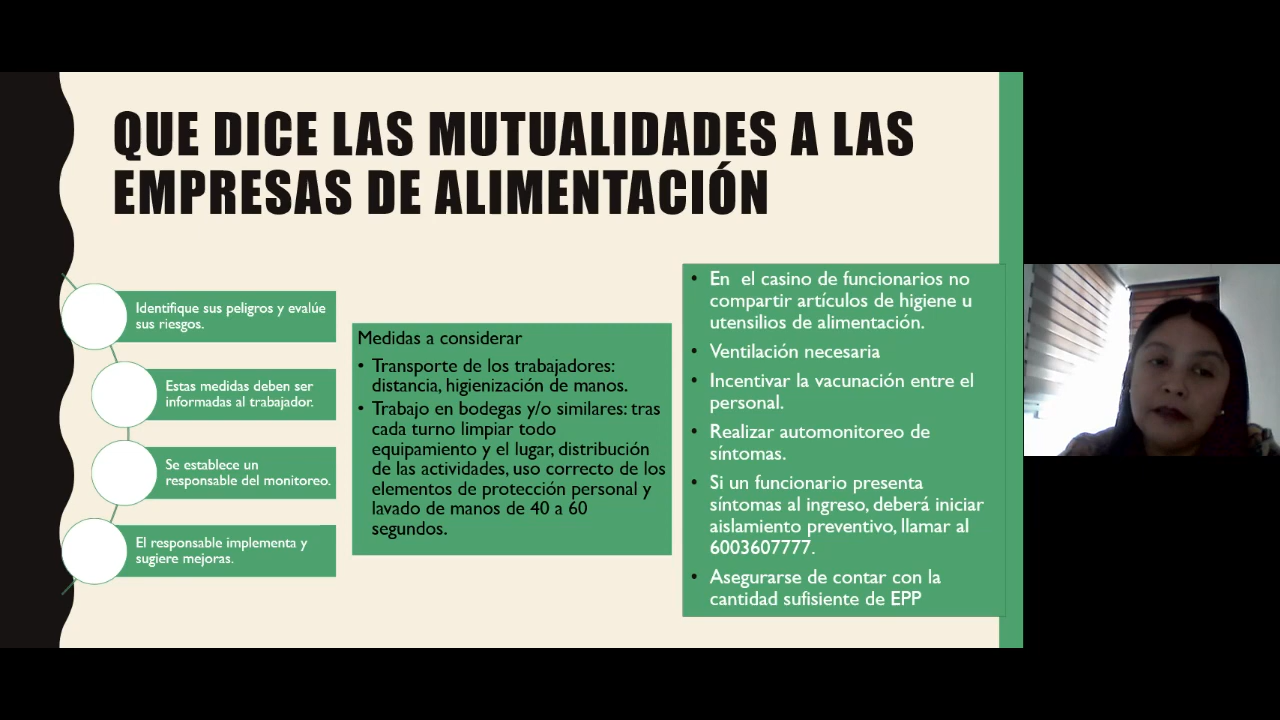 QUE DICE LAS MUTUALIDADES A LAS
EMPRESAS DE ALIMENTACIÓN
Identifique sus peligros y evalúe
sus riesgos.
Estas medidas deben ser
informadas al trabajador.
Se establece un
responsable del monitoreo.
El responsable implementa y
sugiere mejoras.
Medidas a considerar
• Transporte de los trabajadores:
distancia, higienización de manos.
• Trabajo en bodegas y/o similares: tras
cada turno limpiar todo
equipamiento y el lugar, distribución
de las actividades, uso correcto de los
elementos de protección personal y
lavado de manos de 40 a 60
segundos.
• En el casino de funcionarios no
compartir artículos de higiene u
utensilios de alimentación.
• Ventilación necesaria
• Incentivar la vacunación entre el
personal.
• Realizar automonitoreo de
síntomas.
• Si un funcionario presenta
síntomas al ingreso, deberá iniciar
aislamiento preventivo, llamar al
6003607777.
• Asegurarse de contar con la
cantidad sufisiente de EPP